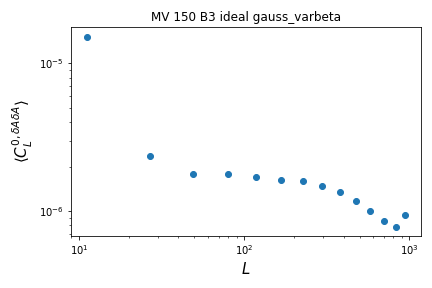 MV 150 B3 ideal gauss_varbeta
10⁻⁵
10⁻⁶
⟨C_L^{0, δAδA}⟩
10¹
10²
10³
L